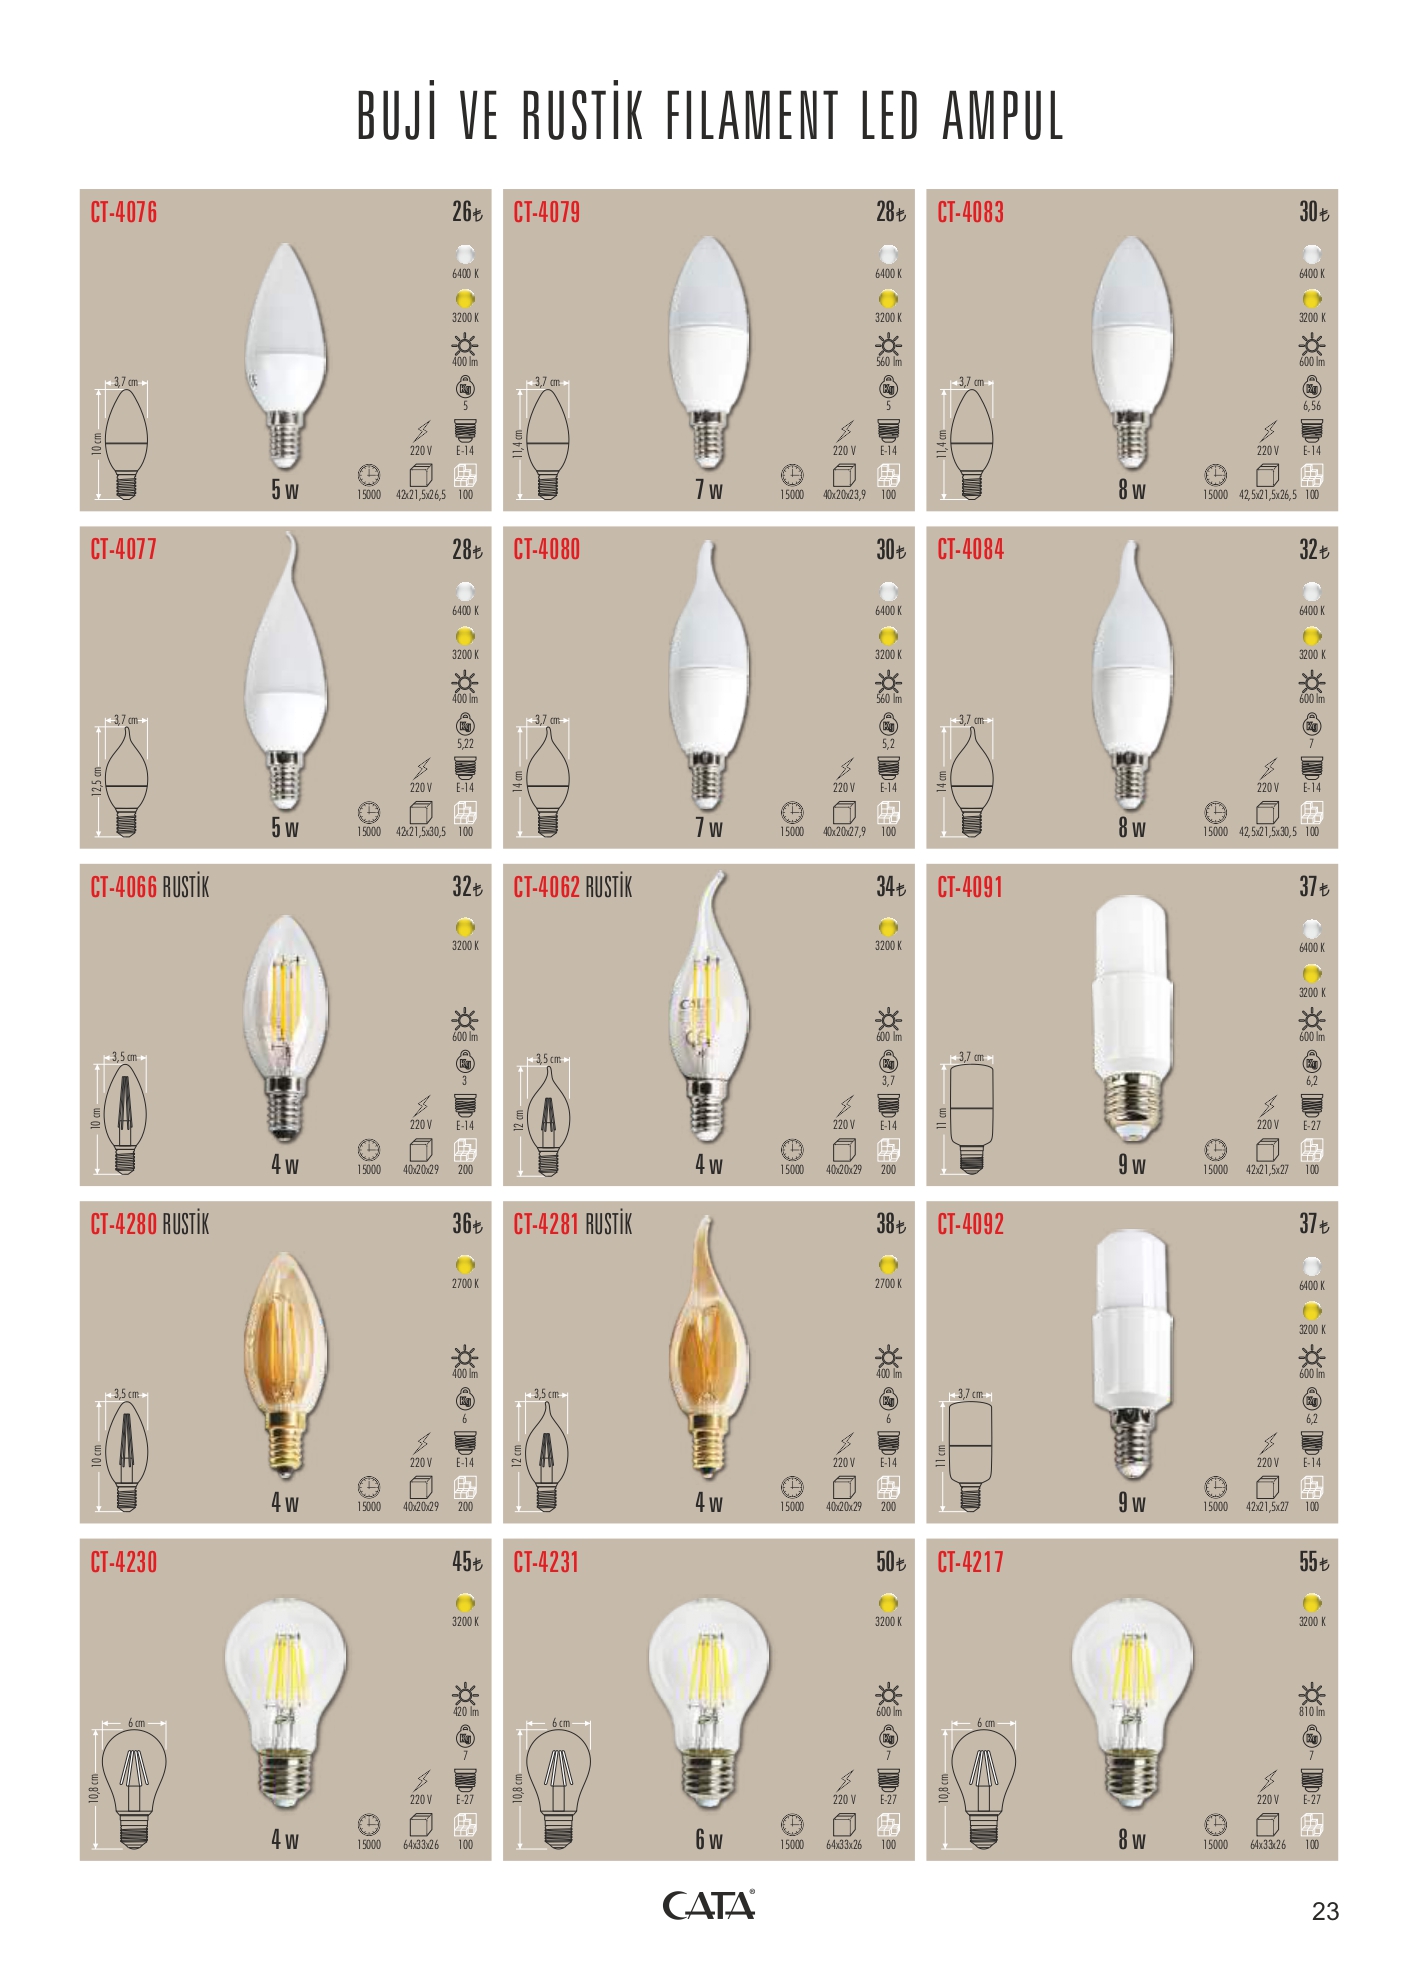 BUJİ VE RUSTİK FILAMENT LED AMPUL
CT-4076 26₺
6400 K
3200 K
400 lm
Kg
5
3,7 cm
10 cm
220 V E-14
5 w 15000 42x21,5x26,5 100
CT-4079 28₺
6400 K
3200 K
560 lm
Kg
5
3,7 cm
11,4 cm
220 V E-14
7 w 15000 40x20x23,9 100
CT-4083 30₺
6400 K
3200 K
600 lm
Kg
6,56
3,7 cm
11,4 cm
220 V E-14
8 w 15000 42,5x21,5x26,5 100
CT-4077 28₺
6400 K
3200 K
400 lm
Kg
5,22
3,7 cm
12,5 cm
220 V E-14
5 w 15000 42x21,5x30,5 100
CT-4080 30₺
6400 K
3200 K
560 lm
Kg
5,2
3,7 cm
14 cm
220 V E-14
7 w 15000 40x20x27,9 100
CT-4084 32₺
6400 K
3200 K
600 lm
Kg
7
3,7 cm
14 cm
220 V E-14
8 w 15000 42,5x21,5x30,5 100
CT-4066 RUSTİK 32₺
3200 K
600 lm
Kg
3
3,5 cm
10 cm
220 V E-14
4 w 15000 40x20x29 200
CT-4062 RUSTİK 34₺
3200 K
CATA
600 lm
Kg
3,7
3,5 cm
12 cm
220 V E-14
4 w 15000 40x20x29 200
CT-4091 37₺
6400 K
3200 K
600 lm
Kg
6,2
3,7 cm
11 cm
220 V E-27
9 w 15000 42x21,5x27 100
CT-4280 RUSTİK 36₺
2700 K
400 lm
Kg
6
3,5 cm
10 cm
220 V E-14
4 w 15000 40x20x29 200
CT-4281 RUSTİK 38₺
2700 K
400 lm
Kg
6
3,5 cm
12 cm
220 V E-14
4 w 15000 40x20x29 200
CT-4092 37₺
6400 K
3200 K
600 lm
Kg
6,2
3,7 cm
11 cm
220 V E-14
9 w 15000 42x21,5x27 100
CT-4230 45₺
3200 K
420 lm
Kg
7
6 cm
10,8 cm
220 V E-27
4 w 15000 64x33x26 100
CT-4231 50₺
3200 K
600 lm
Kg
7
6 cm
10,8 cm
220 V E-27
6 w 15000 64x33x26 100
CT-4217 55₺
3200 K
810 lm
Kg
7
6 cm
10,8 cm
220 V E-27
8 w 15000 64x33x26 100
CATA®
23